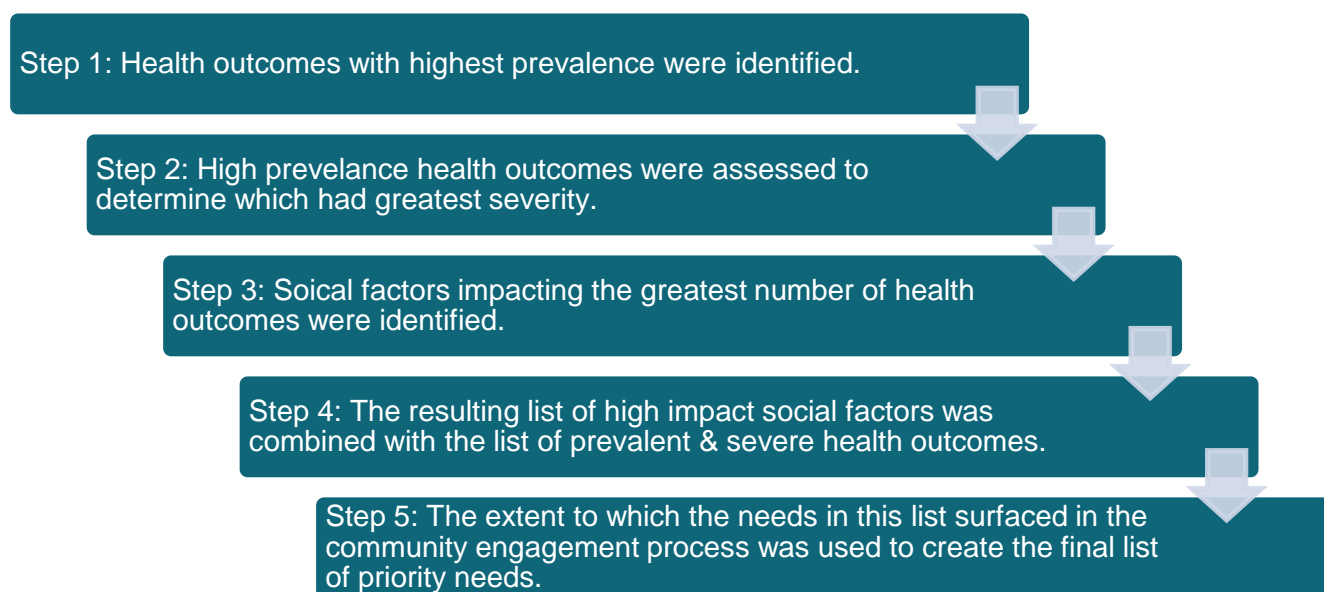 Step 1: Health outcomes with highest prevalence were identified.
Step 2: High prevelance health outcomes were assessed to
determine which had greatest severity.
Step 3: Soical factors impacting the greatest number of health
outcomes were identified.
Step 4: The resulting list of high impact social factors was
combined with the list of prevalent & severe health outcomes.
Step 5: The extent to which the needs in this list surfaced in the
community engagement process was used to create the final list
of priority needs.